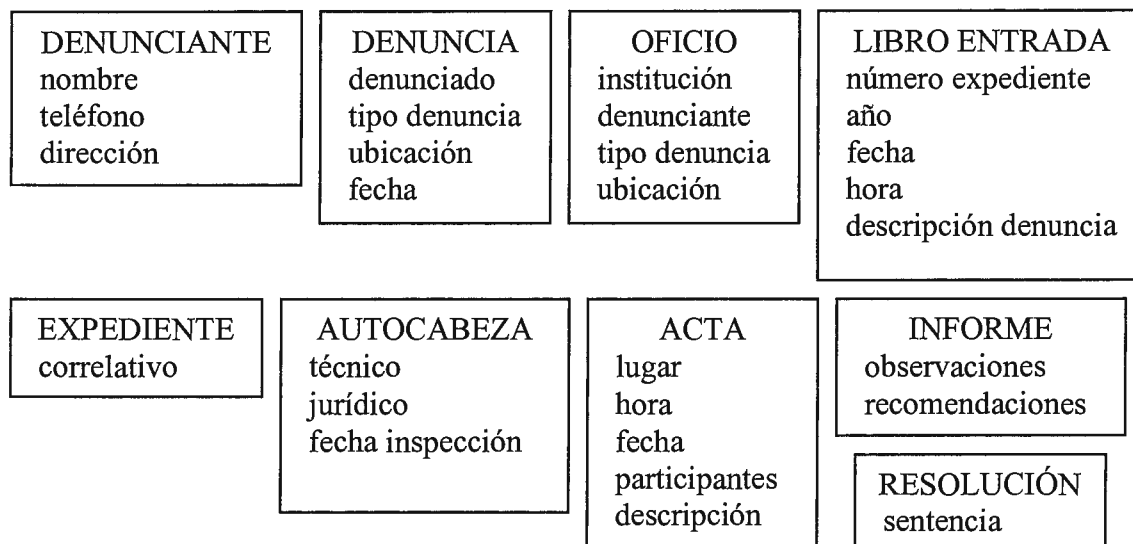 DENUNCIANTE
nombre
teléfono
dirección
DENUNCIA
denunciado
tipo denuncia
ubicación
fecha
OFICIO
institución
denunciante
tipo denuncia
ubicación
LIBRO ENTRADA
número expediente
año
fecha
hora
descripción denuncia
EXPEDIENTE
correlativo
AUTOCABEZA
técnico
jurídico
fecha inspección
ACTA
lugar
hora
fecha
participantes
descripción
INFORME
observaciones
recomendaciones
RESOLUCIÓN
sentencia